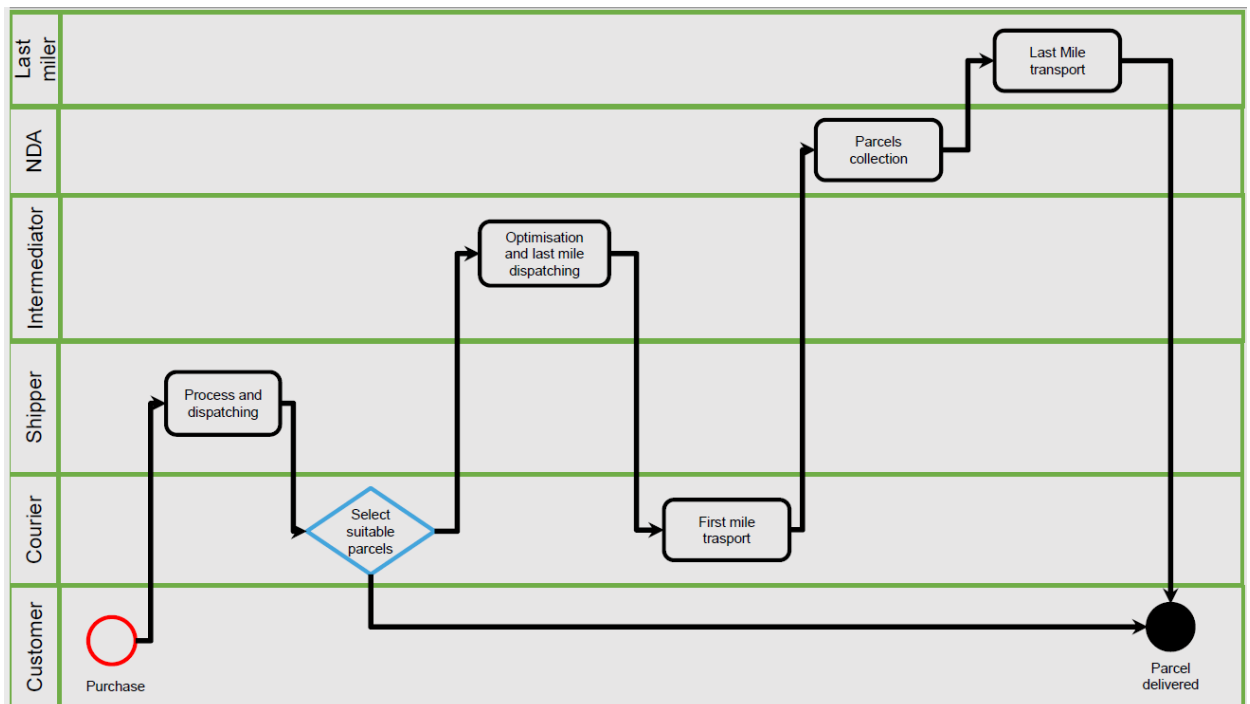 Last
miler
Last Mile
transport
NDA
Parcels
collection
Intermediator
Optimisation
and last mile
dispatching
Shipper
Process and
dispatching
Courier
Select
suitable
parcels
First mile
trasport
Customer
Purchase
Parcel
delivered